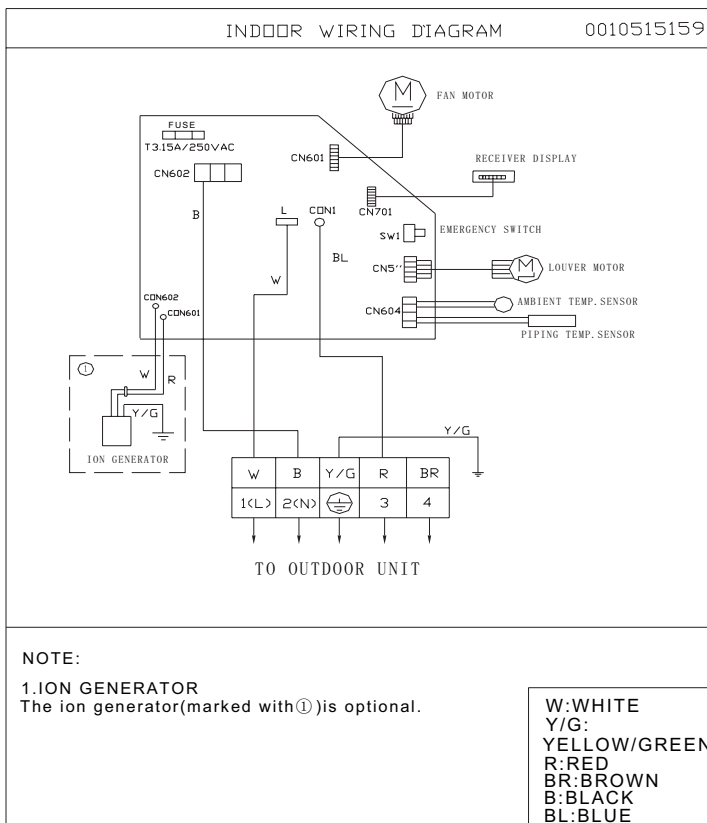 INDOOR WIRING DIAGRAM 0010515159
FAN MOTOR
FUSE
T3.15A/250VAC
CN601
CN602
RECEIVER DISPLAY
L
CON1
CN701
B
SW1
EMERGENCY SWITCH
BL
CN5''
LOUVER MOTOR
W
CON602
CON601
CN604
AMBIENT TEMP.SENSOR
PIPING TEMP.SENSOR
M
M
①
W
R
Y/G
Y/G
ION GENERATOR
W B Y/G R BR
1(L) 2(N) 3 4
TO OUTDOOR UNIT
NOTE:
1.ION GENERATOR
The ion generator(marked with①)is optional.
W:WHITE
Y/G:
YELLOW/GREEN
R:RED
BR:BROWN
B:BLACK
BL:BLUE